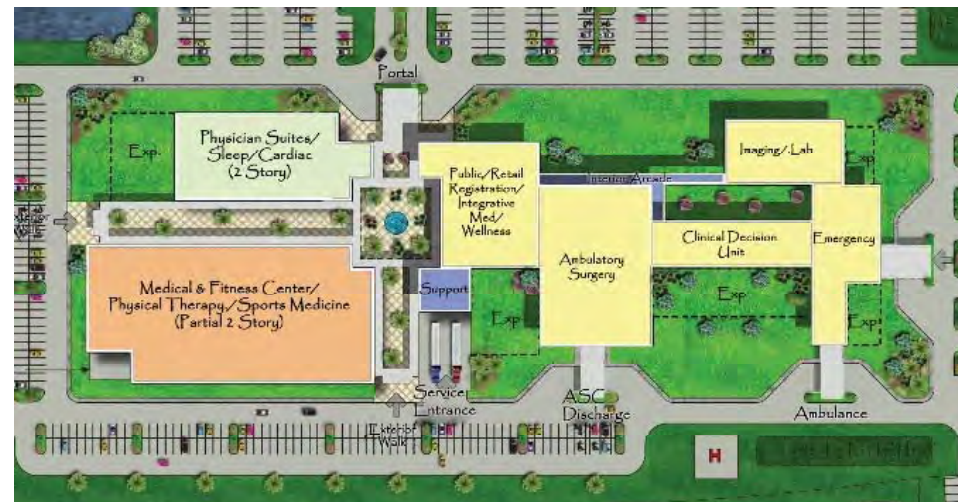 Portal
Physician Suites/
Sleep/Cardiac
(2 Story)
Exp.
Public/Retail
Registration/
Integrative
Med/
Wellness
Imaging/Lab
Exp
Interior Arcade
Clinical Decision
Unit
Emergency
Ambulatory
Surgery
Medical & Fitness Center/
Physical Therapy/Sports Medicine
(Partial 2 Story)
Support
Exp
Exp
Exp
Service
Entrance
Exterior
Walk
ASC
Discharge
Ambulance
H